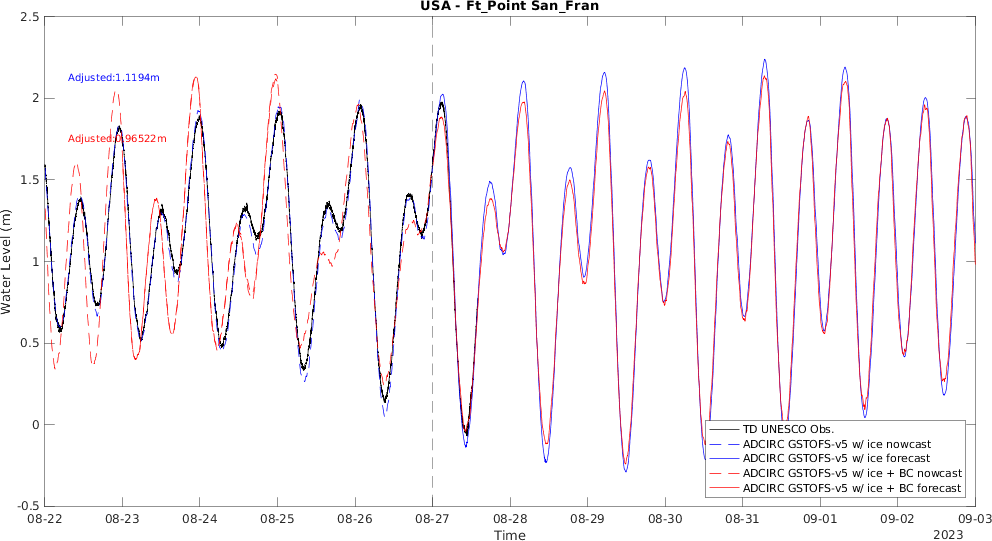 USA - Ft_Point San_Fran
2.5
2
1.5
1
0.5
0
-0.5
Water Level (m)
Adjusted:1.1194m
Adjusted:0.96522m
TD UNESCO Obs.
ADCIRC GSTOFS-v5 w/ ice nowcast
ADCIRC GSTOFS-v5 w/ ice forecast
ADCIRC GSTOFS-v5 w/ ice + BC nowcast
ADCIRC GSTOFS-v5 w/ ice + BC forecast
08-22 08-23 08-24 08-25 08-26 08-27 08-28 08-29 08-30 08-31 09-01 09-02 09-03
Time
2023